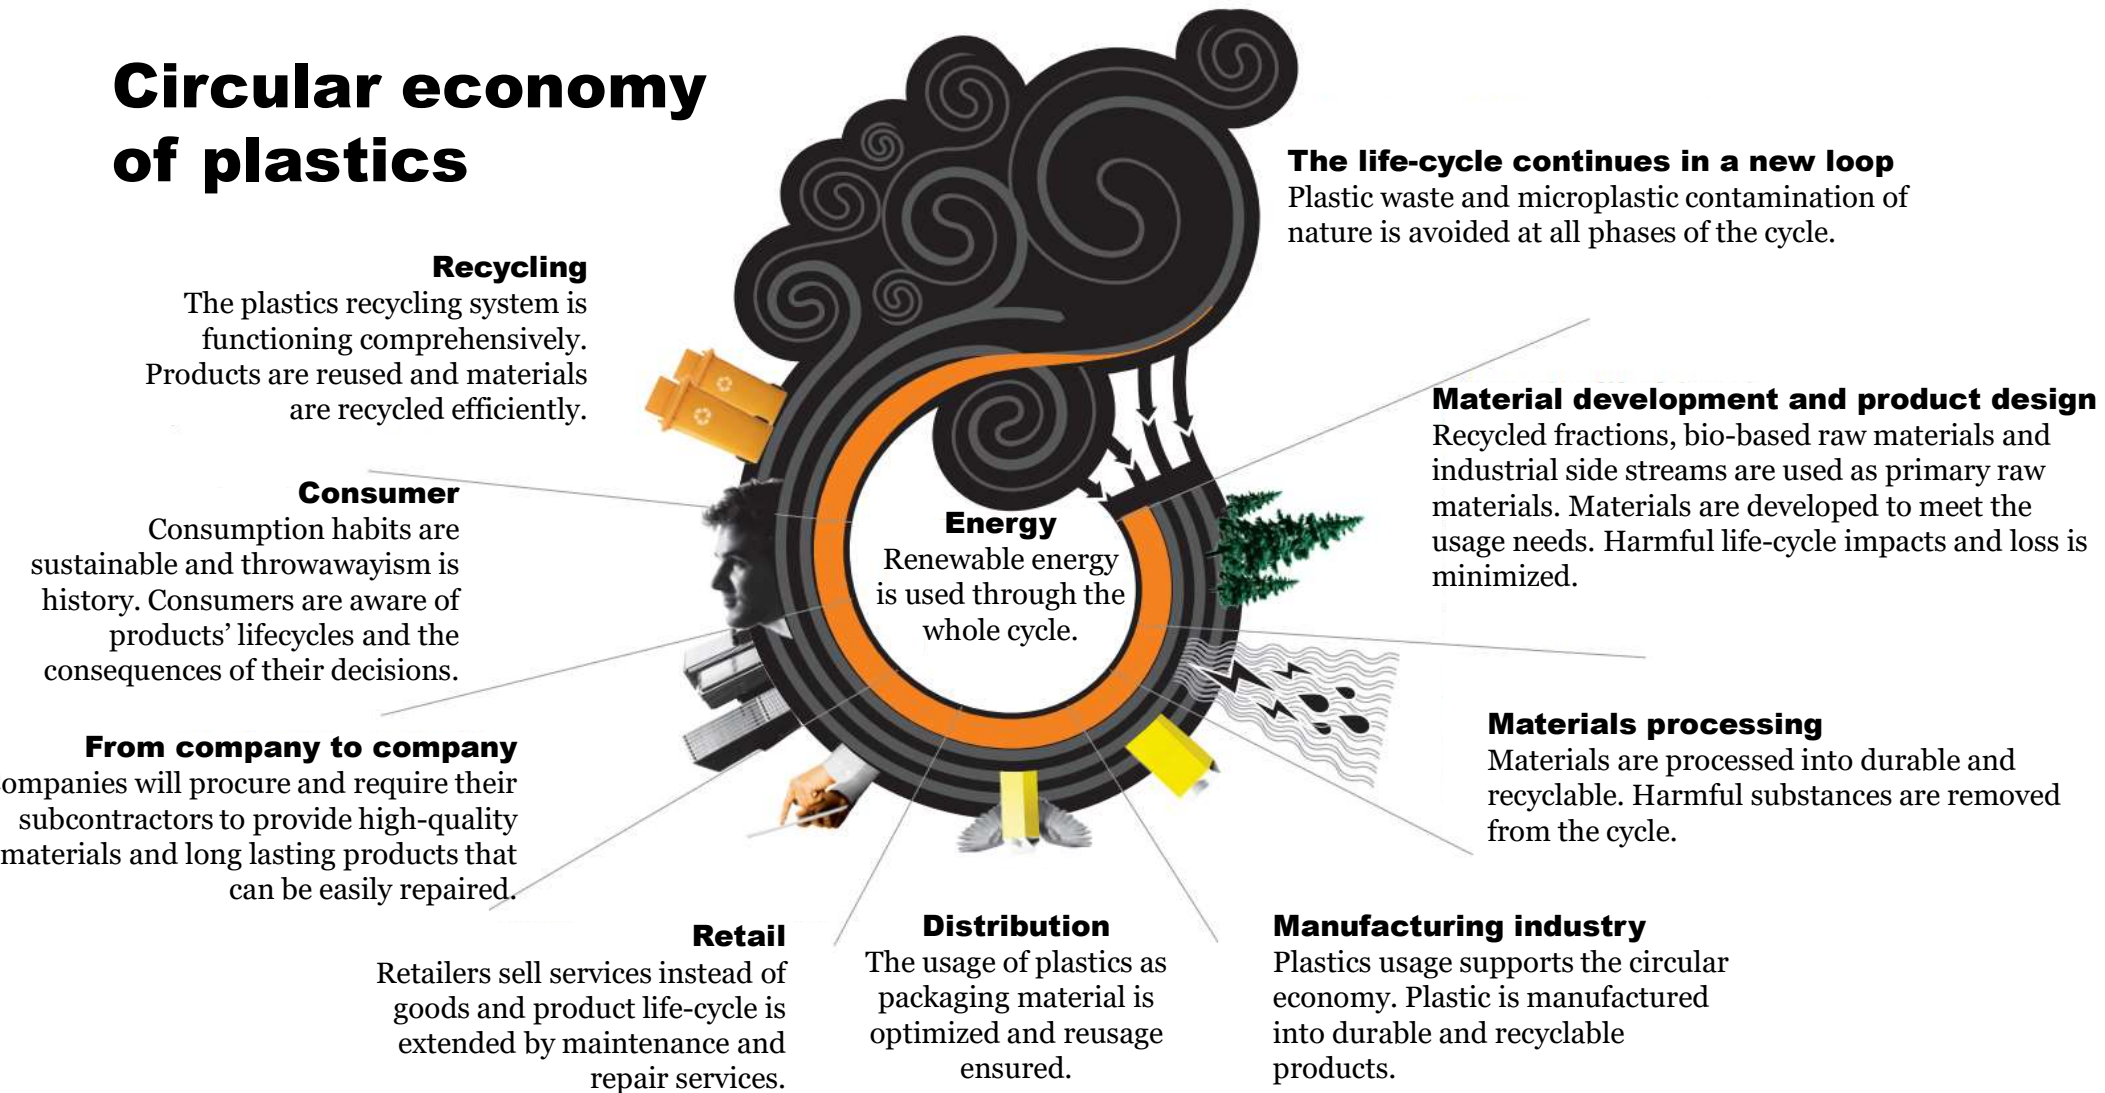 Circular economy
of plastics
The life-cycle continues in a new loop
Plastic waste and microplastic contamination of
nature is avoided at all phases of the cycle.
Material development and product design
Recycled fractions, bio-based raw materials and
industrial side streams are used as primary raw
materials. Materials are developed to meet the
usage needs. Harmful life-cycle impacts and loss is
minimized.
Materials processing
Materials are processed into durable and
recyclable. Harmful substances are removed
from the cycle.
Manufacturing industry
Plastics usage supports the circular
economy. Plastic is manufactured
into durable and recyclable
products.
Distribution
The usage of plastics as
packaging material is
optimized and reusage
ensured.
Retail
Retailers sell services instead of
goods and product life-cycle is
extended by maintenance and
repair services.
From company to company
ompanies will procure and require their
subcontractors to provide high-quality
materials and long lasting products that
can be easily repaired.
Consumer
Consumption habits are
sustainable and throwawayism is
history. Consumers are aware of
products’ lifecycles and the
consequences of their decisions.
Recycling
The plastics recycling system is
functioning comprehensively.
Products are reused and materials
are recycled efficiently.
Energy
Renewable energy
is used through the
whole cycle.